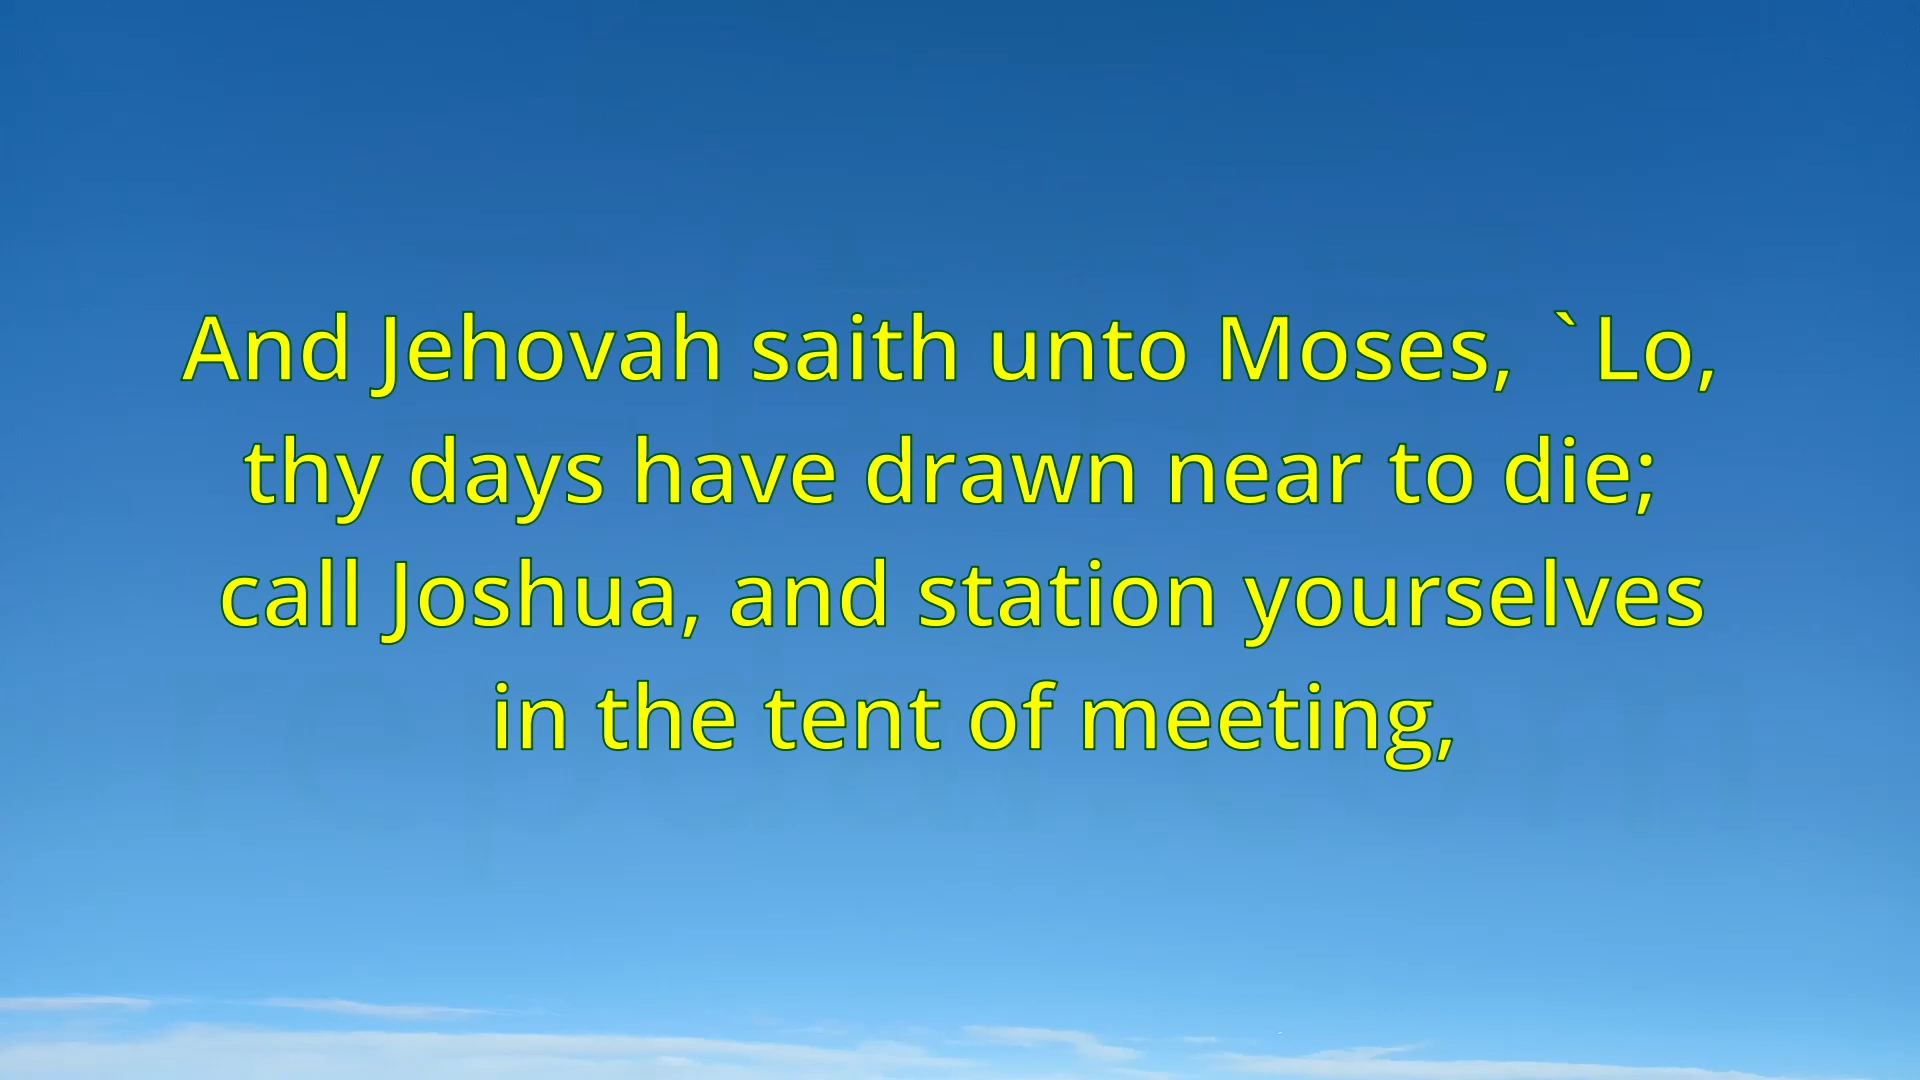 And Jehovah saith unto Moses, `Lo,
thy days have drawn near to die;
call Joshua, and station yourselves
in the tent of meeting,